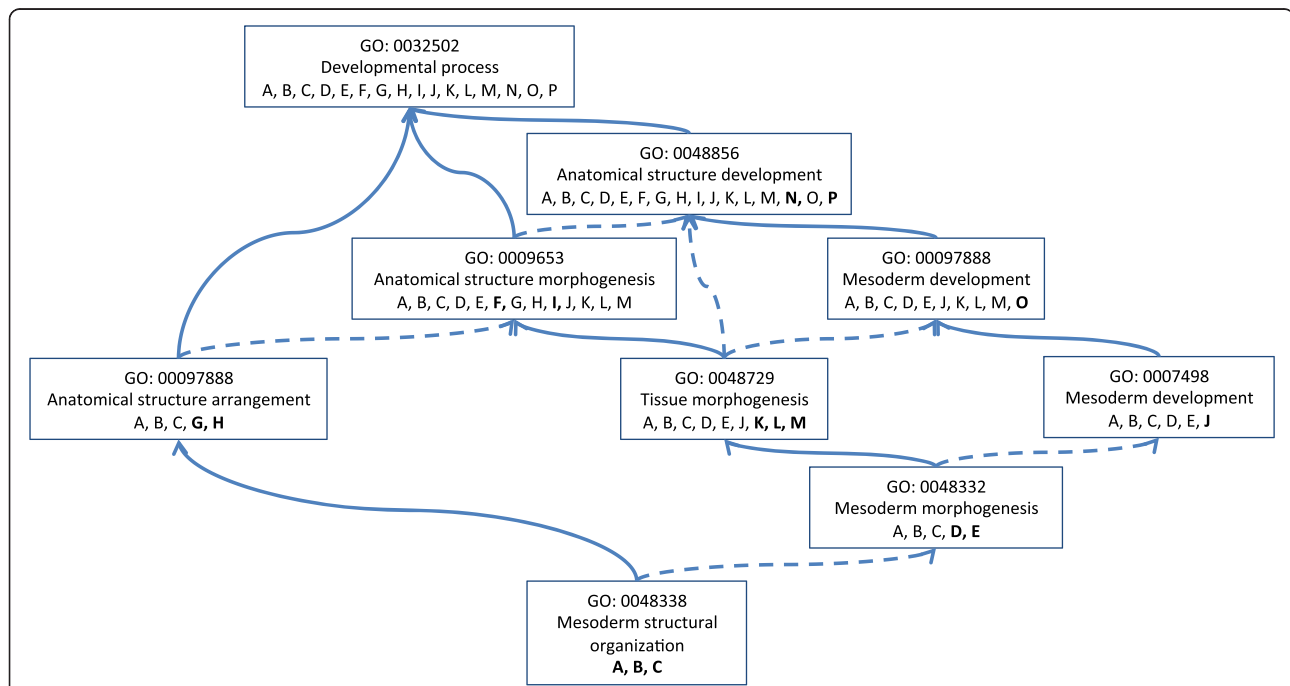 GO: 0032502
Developmental process
A, B, C, D, E, F, G, H, I, J, K, L, M, N, O, P
GO: 0048856
Anatomical structure development
A, B, C, D, E, F, G, H, I, J, K, L, M, N, O, P
GO: 0009653
Anatomical structure morphogenesis
A, B, C, D, E, F, G, H, I, J, K, L, M
GO: 00097888
Mesoderm development
A, B, C, D, E, J, K, L, M, O
GO: 00097888
Anatomical structure arrangement
A, B, C, G, H
GO: 0048729
Tissue morphogenesis
A, B, C, D, E, J, K, L, M
GO: 0007498
Mesoderm development
A, B, C, D, E, J
GO: 0048332
Mesoderm morphogenesis
A, B, C, D, E
GO: 0048338
Mesoderm structural
organization
A, B, C